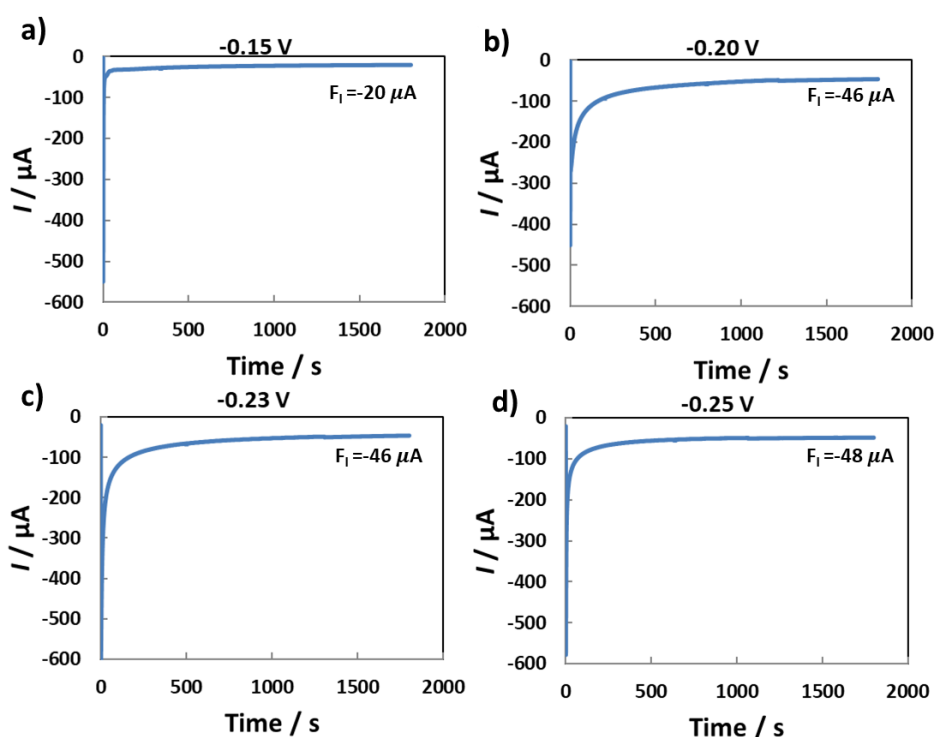 a)
-0.15 V
0
-100
-200
-300
-400
-500
-600
I / µA
F_I =-20 µA
0 500 1000 1500 2000
Time / s
b)
-0.20 V
0
-100
-200
-300
-400
-500
-600
I / µA
F_I =-46 µA
0 500 1000 1500 2000
Time / s
c)
-0.23 V
0
-100
-200
-300
-400
-500
-600
I / µA
F_I =-46 µA
0 500 1000 1500 2000
Time / s
d)
-0.25 V
0
-100
-200
-300
-400
-500
-600
I / µA
F_I =-48 µA
0 500 1000 1500 2000
Time / s